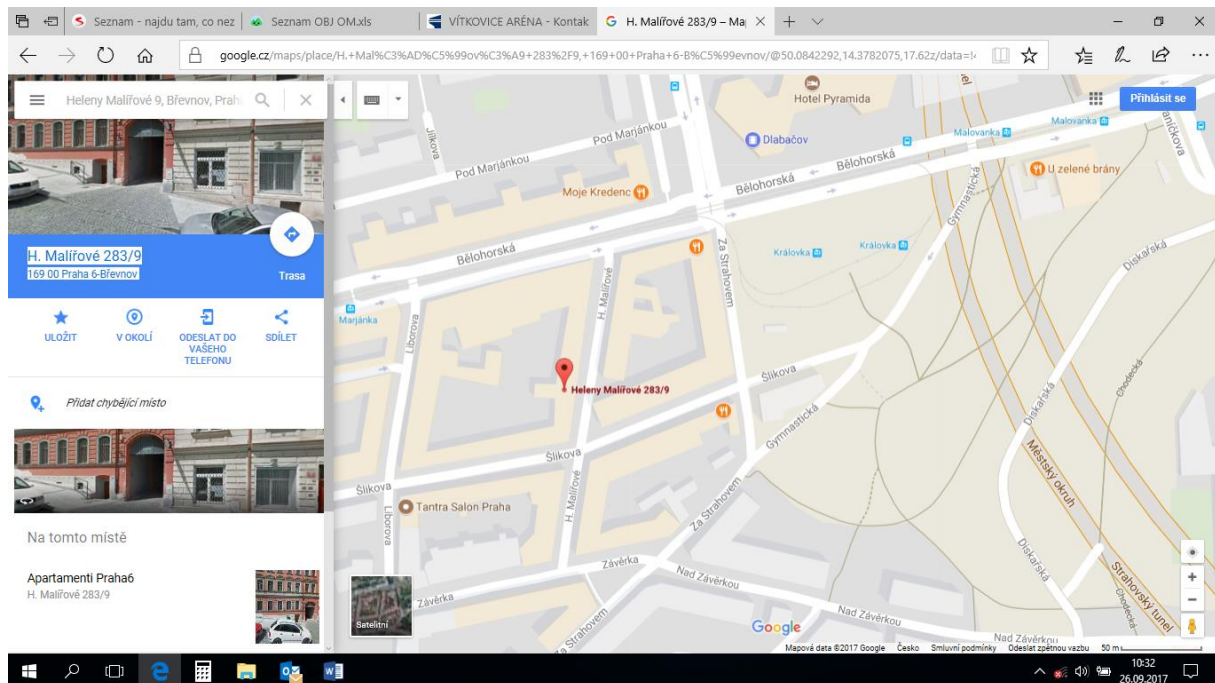 Seznam - najdu tam, co nez
Seznam OBJ OM.xls
VÍTKOVICE ARÉNA - Kontak
H. Malířové 283/9 – Ma
google.cz/maps/place/H.+Mal%C3%AD%C5%99ov%C3%A9+283%2F9,+169+00+Praha+6-B%C5%99evnov/@50.0842292,14.3782075,17.62z/data=!
Heleny Malířové 9, Břevnov, Prah
Přihlásit se
H. Malířové 283/9
169 00 Praha 6-Břevnov
Trasa
ULOŽIT
V OKOLÍ
ODESLAT DO
VAŠEHO
TELEFONU
SDÍLET
Přidat chybějící místo
Na tomto místě
Apartamenti Praha6
H. Malířové 283/9
Hotel Pyramida
Jílkova
Pod Marjánkou
Pod Marjánkou
Dlabačov
Malovanka
Malovanka
Bělohorská
Bělohorská
Bělohorská
U zelené brány
Moje Kredenc
Gymnastická
Královka
Královka
Za Strahovem
Diskařská
H. Malířové
Marjánka
Liborova
Heleny Malířové 283/9
Šlikova
Chodecká
Diskařská
Gymnastická
Městský okruh
Šlikova
Šlikova
H. Malířové
Tantra Salon Praha
Liborova
Za Strahovem
Závěrka
Nad Závěrkou
Diskařská
Strahovský tunel
Chodecká
Závěrka
Satelitní
Nad Závěrkou
Google
Nad Závěrkou
Mapová data ©2017 Google
Česko
Smluvní podmínky
Odeslat zpětnou vazbu
50 m
10:32
26.09.2017